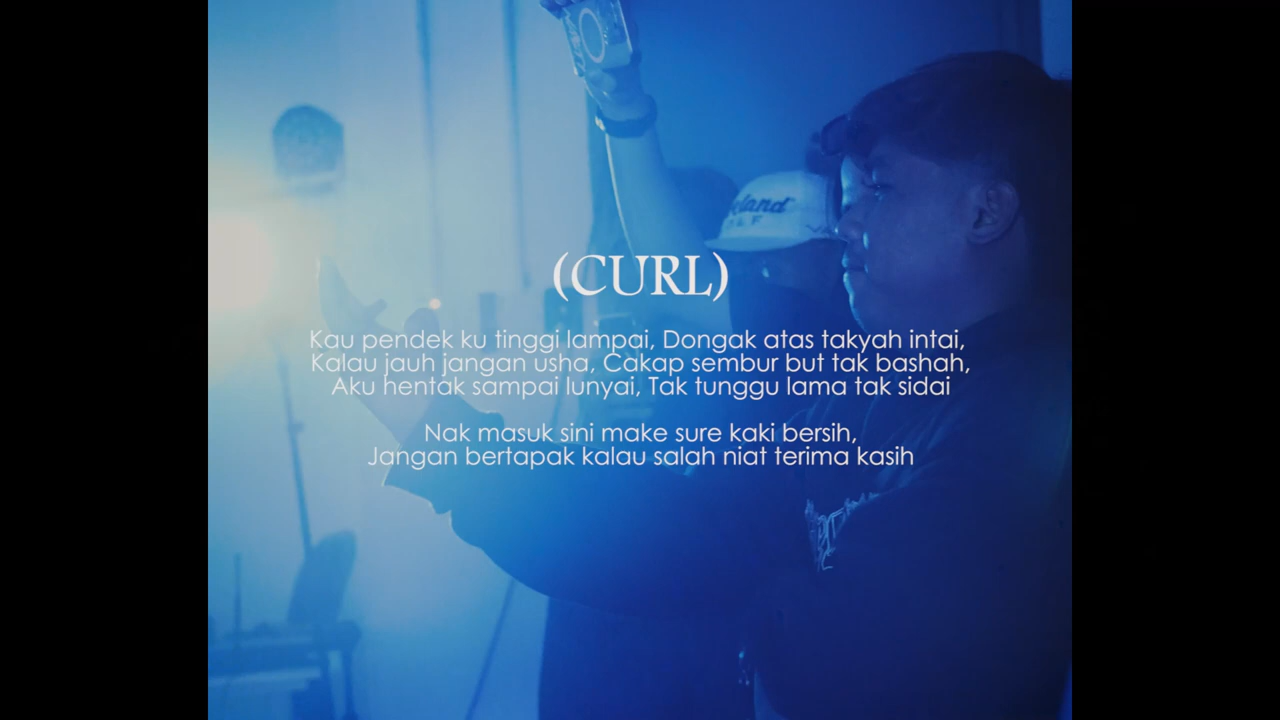 (CURL)
Kau pendek ku tinggi lampai, Dongak atas takyah intai,
Kalau jauh jangan usha, Cakap sembur but tak bashah,
Aku hentak sampai lunyai, Tak tunggu lama tak sidai
Nak masuk sini make sure kaki bersih,
Jangan bertapak kalau salah niat terima kasih